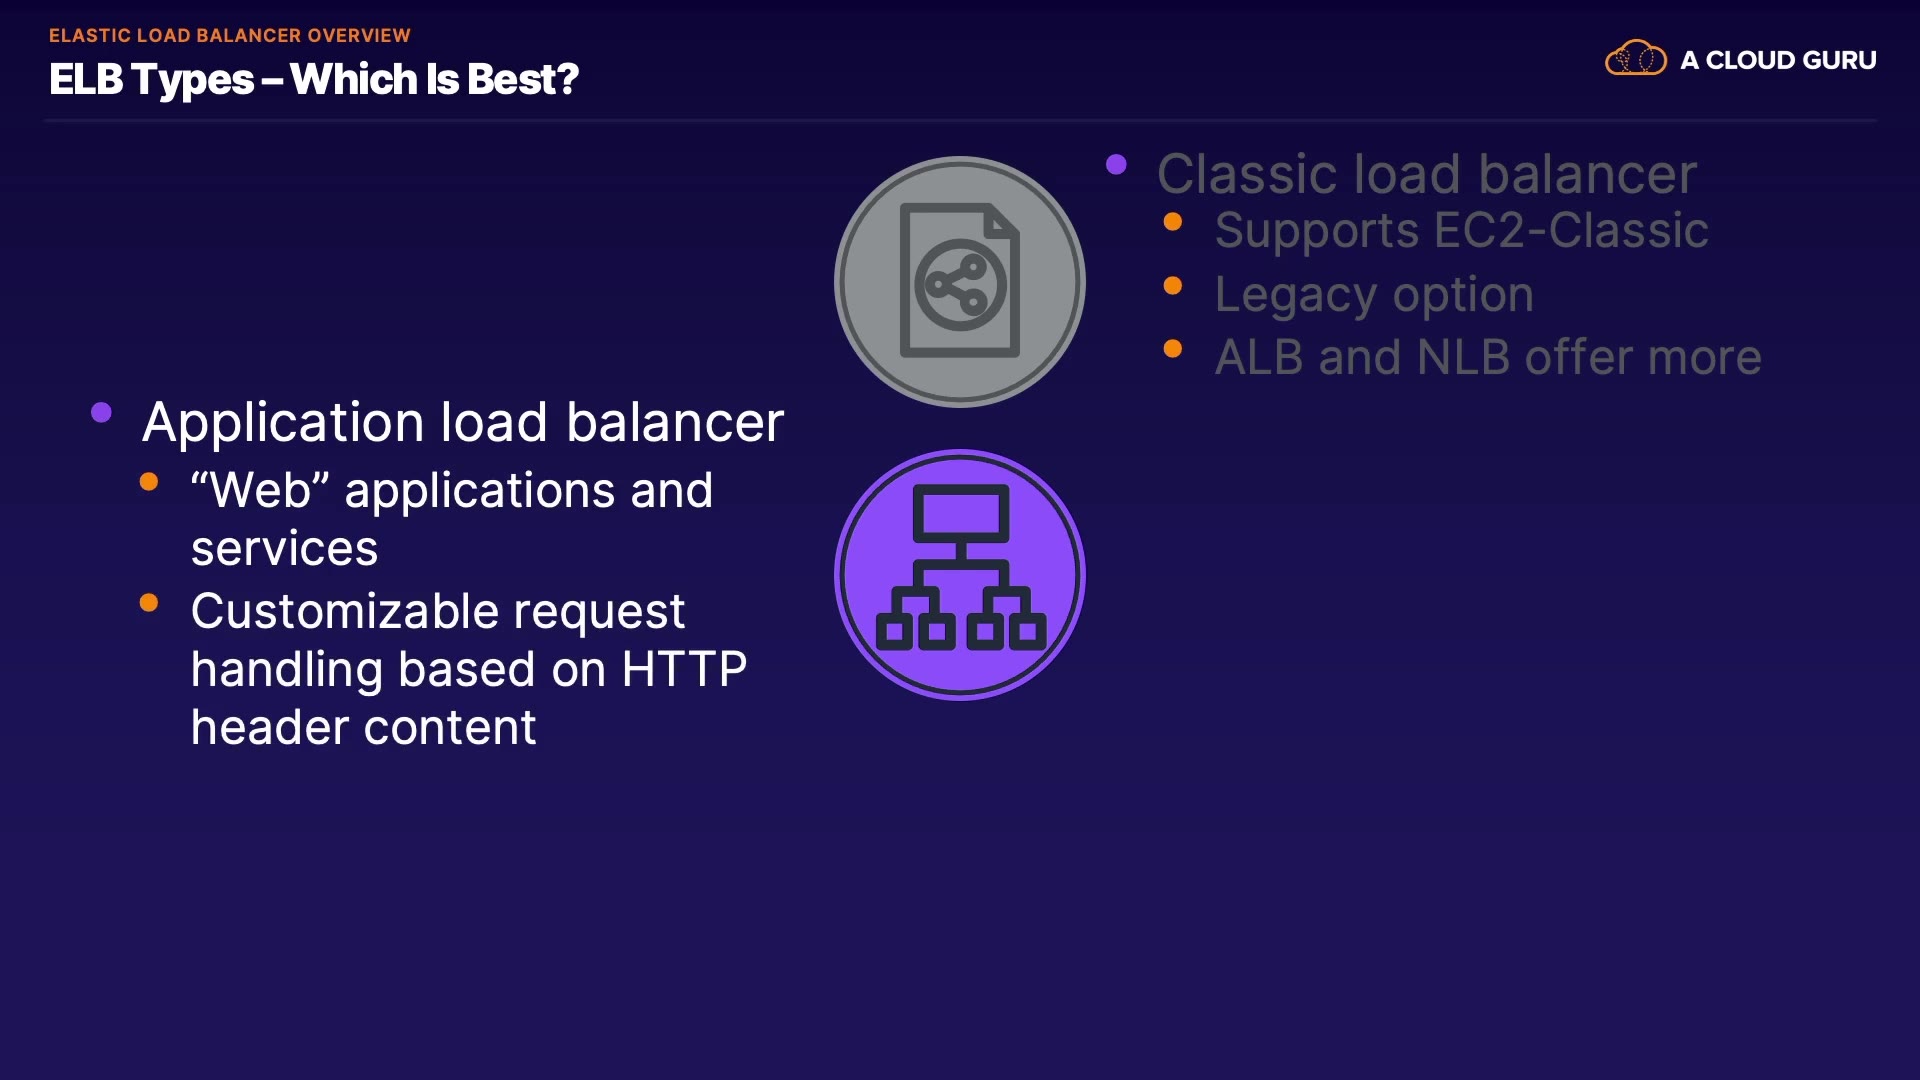 ELASTIC LOAD BALANCER OVERVIEW
ELB Types – Which Is Best?
A CLOUD GURU
Classic load balancer
Supports EC2-Classic
Legacy option
ALB and NLB offer more
Application load balancer
“Web” applications and
services
Customizable request
handling based on HTTP
header content